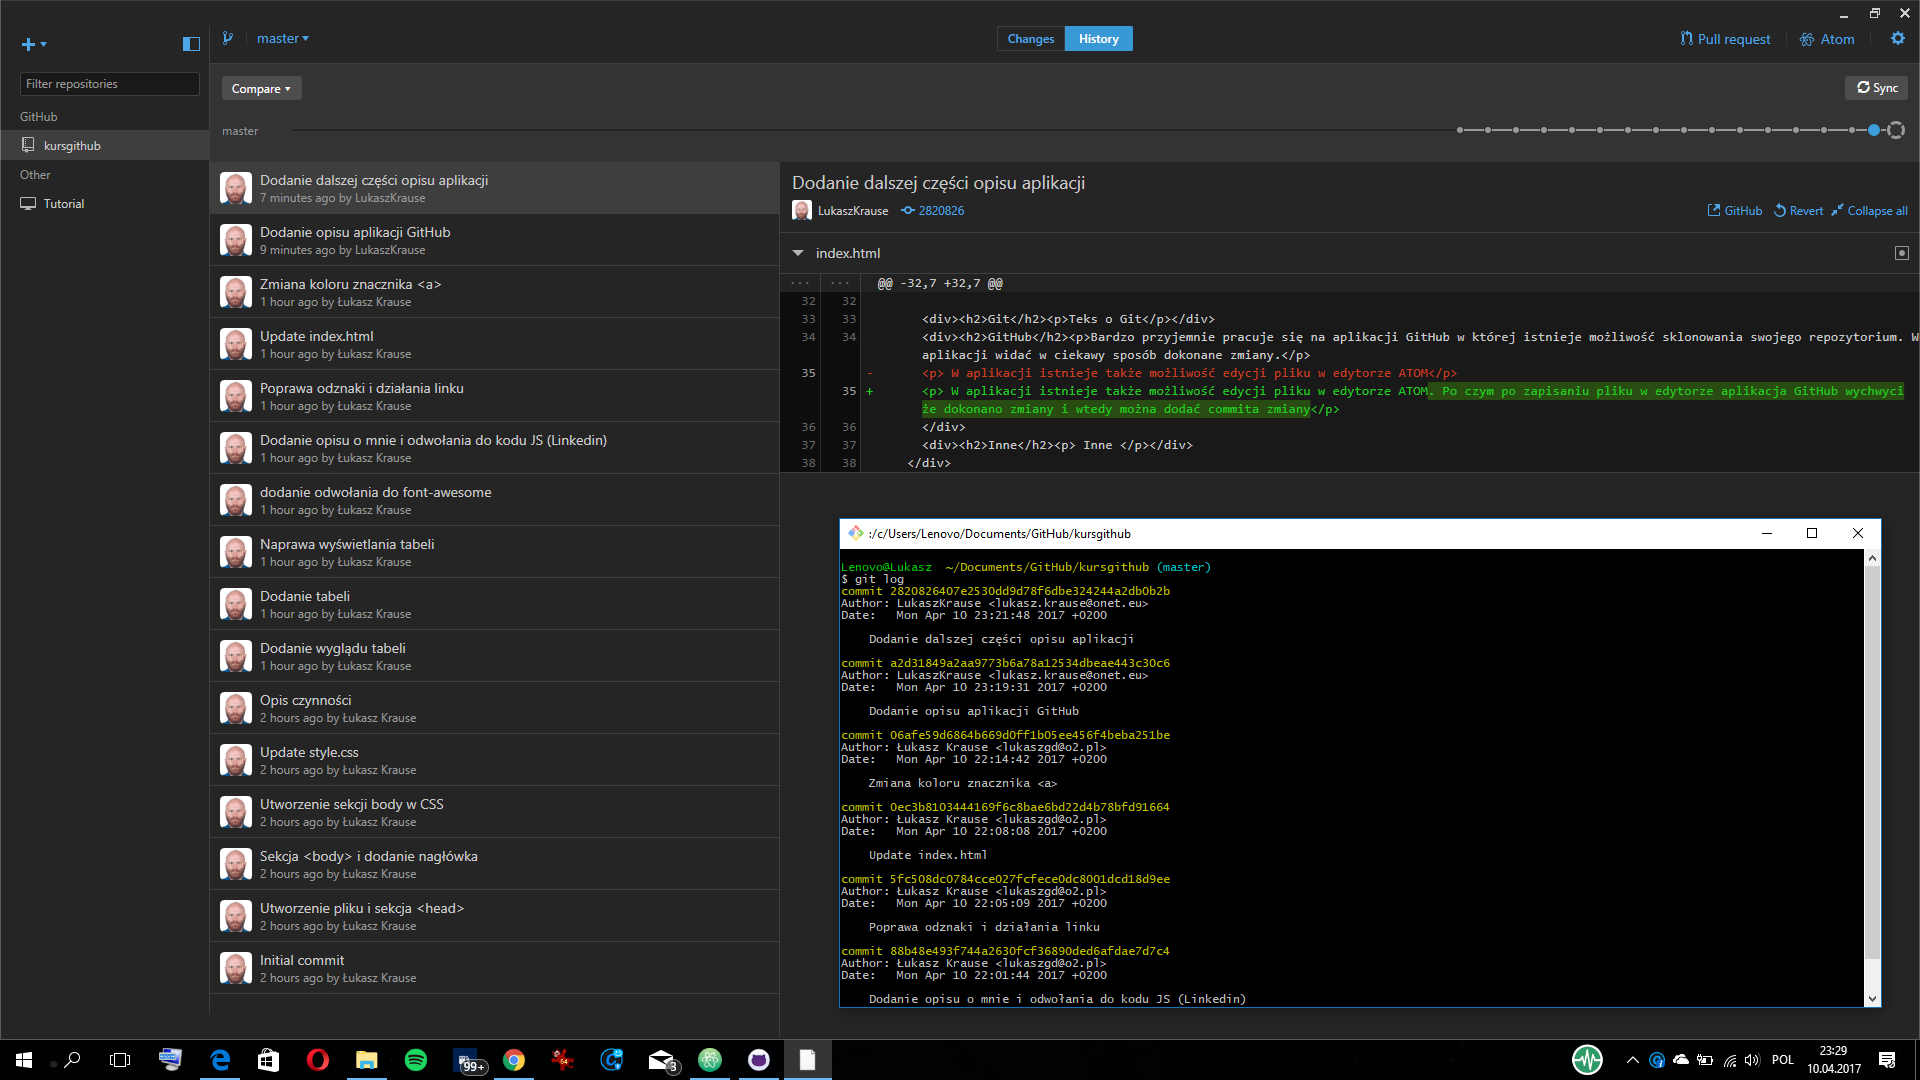 master
Changes
History
Pull request
Atom
Filter repositories
Compare
Sync
GitHub
master
kursgithub
Other
Tutorial
Dodanie dalszej części opisu aplikacji
7 minutes ago by LukaszKrause
Dodanie opisu aplikacji GitHub
9 minutes ago by LukaszKrause
Zmiana koloru znacznika <a>
1 hour ago by Łukasz Krause
Update index.html
1 hour ago by Łukasz Krause
Poprawa odznaki i działania linku
1 hour ago by Łukasz Krause
Dodanie opisu o mnie i odwołania do kodu JS (Linkedin)
1 hour ago by Łukasz Krause
dodanie odwołania do font-awesome
1 hour ago by Łukasz Krause
Naprawa wyświetlania tabeli
1 hour ago by Łukasz Krause
Dodanie tabeli
1 hour ago by Łukasz Krause
Dodanie wyglądu tabeli
1 hour ago by Łukasz Krause
Opis czynności
2 hours ago by Łukasz Krause
Update style.css
2 hours ago by Łukasz Krause
Utworzenie sekcji body w CSS
2 hours ago by Łukasz Krause
Sekcja <body> i dodanie nagłówka
2 hours ago by Łukasz Krause
Utworzenie pliku i sekcja <head>
2 hours ago by Łukasz Krause
Initial commit
2 hours ago by Łukasz Krause
Dodanie dalszej części opisu aplikacji
LukaszKrause 2820826
GitHub Revert Collapse all
index.html
... ... @@ -32,7 +32,7 @@
32 32
33 33 <div><h2>Git</h2><p>Teks o Git</p></div>
34 34 <div><h2>GitHub</h2><p>Bardzo przyjemnie pracuje się na aplikacji GitHub w której istnieje możliwość sklonowania swojego repozytorium. W
aplikacji widać w ciekawy sposób dokonane zmiany.</p>
35 - <p> W aplikacji istnieje także możliwość edycji pliku w edytorze ATOM</p>
35 + <p> W aplikacji istnieje także możliwość edycji pliku w edytorze ATOM. Po czym po zapisaniu pliku w edytorze aplikacja GitHub wychwyci
że dokonano zmiany i wtedy można dodać commita zmiany</p>
36 36 </div>
37 37 <div><h2>Inne</h2><p> Inne </p></div>
38 38 </div>
:/c/Users/Lenovo/Documents/GitHub/kursgithub
Lenovo@Lukasz ~/Documents/GitHub/kursgithub (master)
$ git log
commit 2820826407e2530dd9d78f6dbe324244a2db0b2b
Author: LukaszKrause <lukasz.krause@onet.eu>
Date: Mon Apr 10 23:21:48 2017 +0200
Dodanie dalszej części opisu aplikacji
commit a2d31849a2aa9773b6a78a12534dbeae443c30c6
Author: LukaszKrause <lukasz.krause@onet.eu>
Date: Mon Apr 10 23:19:31 2017 +0200
Dodanie opisu aplikacji GitHub
commit 06afe59d6864b669d0ff1b05ee456f4beba251be
Author: Łukasz Krause <lukaszgd@o2.pl>
Date: Mon Apr 10 22:14:42 2017 +0200
Zmiana koloru znacznika <a>
commit 0ec3b8103444169f6c8bae6bd22d4b78bfd91664
Author: Łukasz Krause <lukaszgd@o2.pl>
Date: Mon Apr 10 22:08:08 2017 +0200
Update index.html
commit 5fc508dc0784cce027fcfece0dc8001dcd18d9ee
Author: Łukasz Krause <lukaszgd@o2.pl>
Date: Mon Apr 10 22:05:09 2017 +0200
Poprawa odznaki i działania linku
commit 88b48e493f744a2630fcf36890ded6afdae7d7c4
Author: Łukasz Krause <lukaszgd@o2.pl>
Date: Mon Apr 10 22:01:44 2017 +0200
Dodanie opisu o mnie i odwołania do kodu JS (Linkedin)
99+
64
3
POL
23:29
10.04.2017